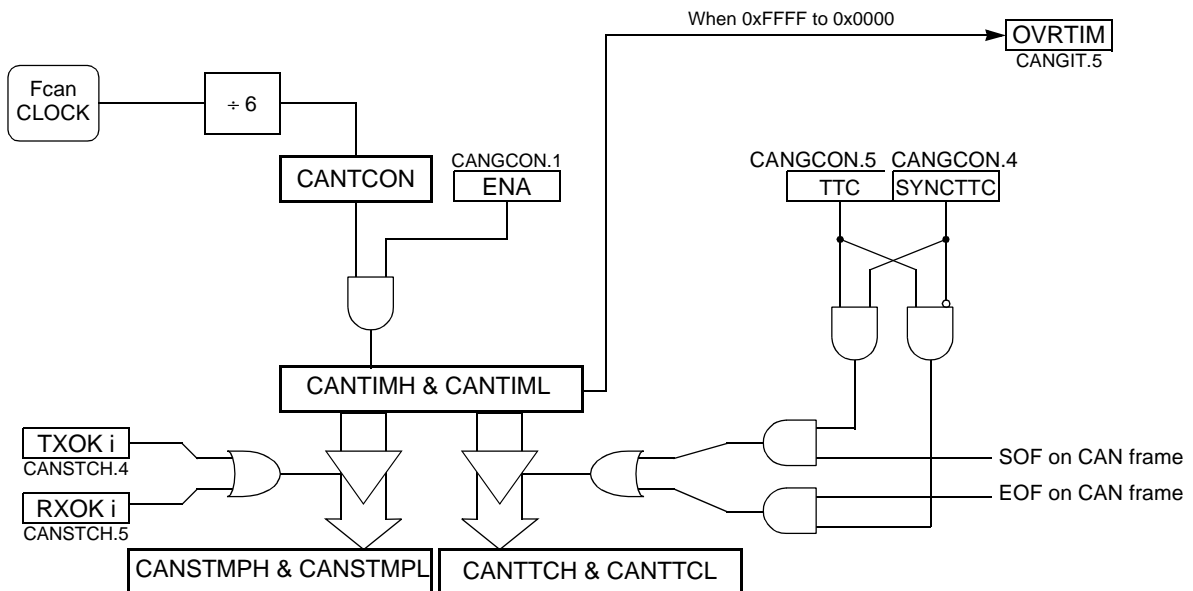 When 0xFFFF to 0x0000
OVRTIM
CANGIT.5
Fcan
CLOCK
÷ 6
CANTCON
CANGCON.1
ENA
CANGCON.5
CANGCON.4
TTC
SYNCTTC
CANTIMH & CANTIML
TXOK i
CANSTCH.4
RXOK i
CANSTCH.5
SOF on CAN frame
EOF on CAN frame
CANSTMPH & CANSTMPL
CANTTCH & CANTTCL